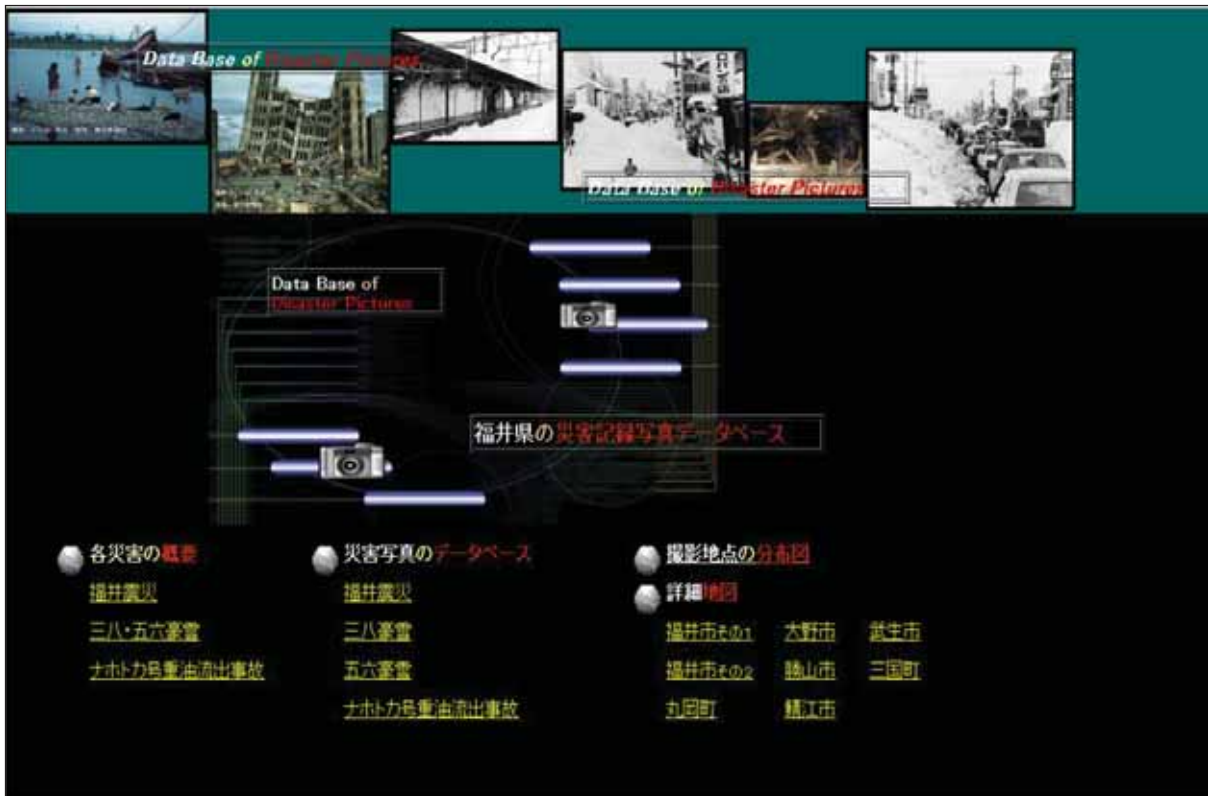 Data Base of Disaster Pictures
Data Base of Disaster Pictures
Data Base of
Disaster Pictures
福井県の災害記録写真データベース
各災害の概要
福井震災
三八・五六豪雪
ナホトカ号重油流出事故
災害写真のデータベース
福井震災
三八豪雪
五六豪雪
ナホトカ号重油流出事故
撮影地点の分布図
詳細地図
福井市その1 大野市 武生市
福井市その2 勝山市 三国町
丸岡町 鯖江市